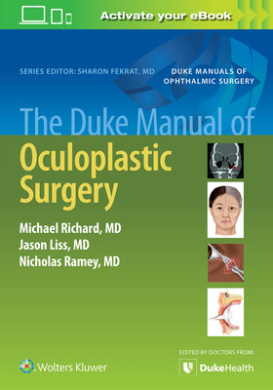 Activate your eBook
SERIES EDITOR: SHARON FEKRAT, MD
DUKE MANUALS OF
OPHTHALMIC SURGERY
The Duke Manual of
Oculoplastic
Surgery
Michael Richard, MD
Jason Liss, MD
Nicholas Ramey, MD
EDITED BY DOCTORS FROM:
DukeHealth
Wolters Kluwer